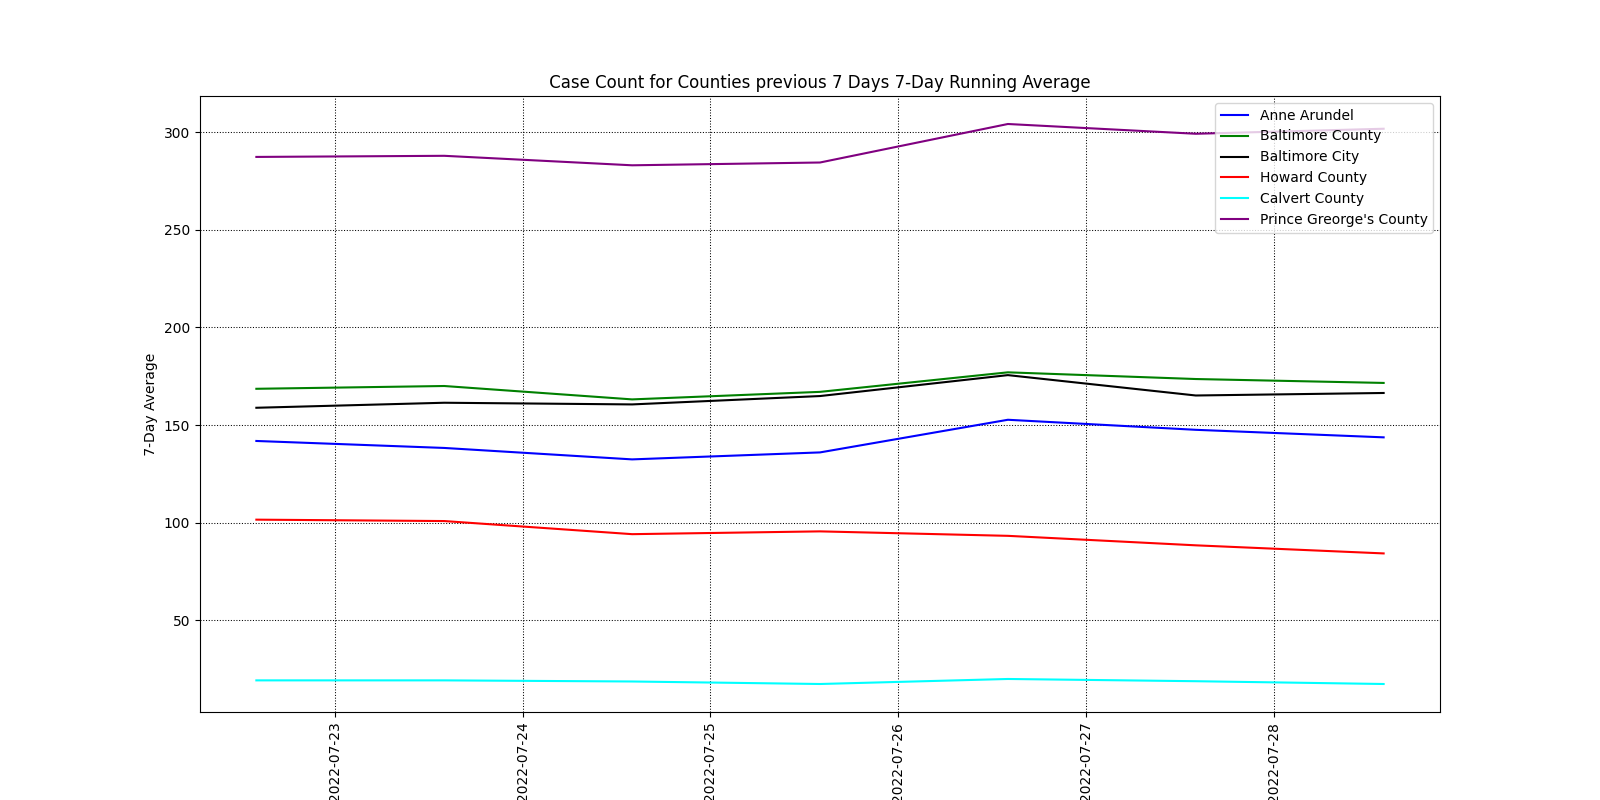 Case Count for Counties previous 7 Days 7-Day Running Average
Anne Arundel
Baltimore County
Baltimore City
Howard County
Calvert County
Prince Greorge's County
300
250
200
150
100
50
7-Day Average
2022-07-23
2022-07-24
2022-07-25
2022-07-26
2022-07-27
2022-07-28